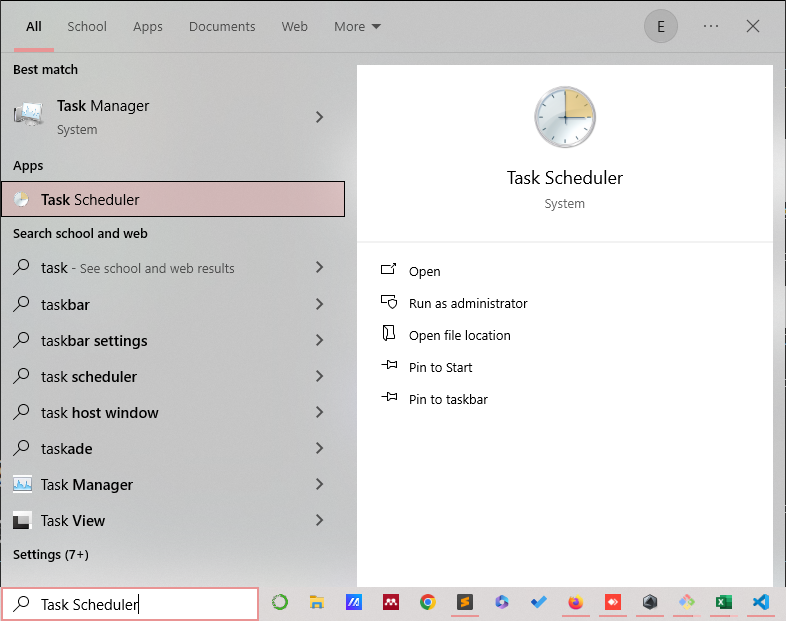 All School Apps Documents Web More E ...
Best match
Task Manager
System
Apps
Task Scheduler
Search school and web
task - See school and web results
taskbar
taskbar settings
task scheduler
task host window
taskade
Task Manager
Task View
Settings (7+)
Task Scheduler
System
Open
Run as administrator
Open file location
Pin to Start
Pin to taskbar
Task Scheduler